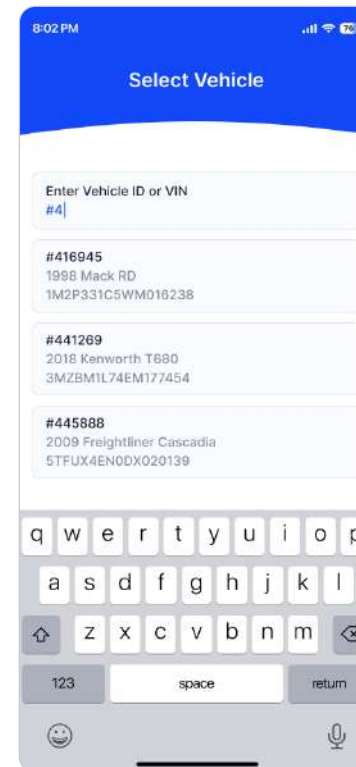 8:02 PM
76
Select Vehicle
Enter Vehicle ID or VIN
#4
#416945
1998 Mack RD
1M2P331C5WM016238
#441269
2018 Kenworth T680
3MZBM1L74EM177454
#445888
2009 Freightliner Cascadia
5TFUX4EN0DX020139
q w e r t y u i o p
a s d f g h j k l
z x c v b n m
123 space return